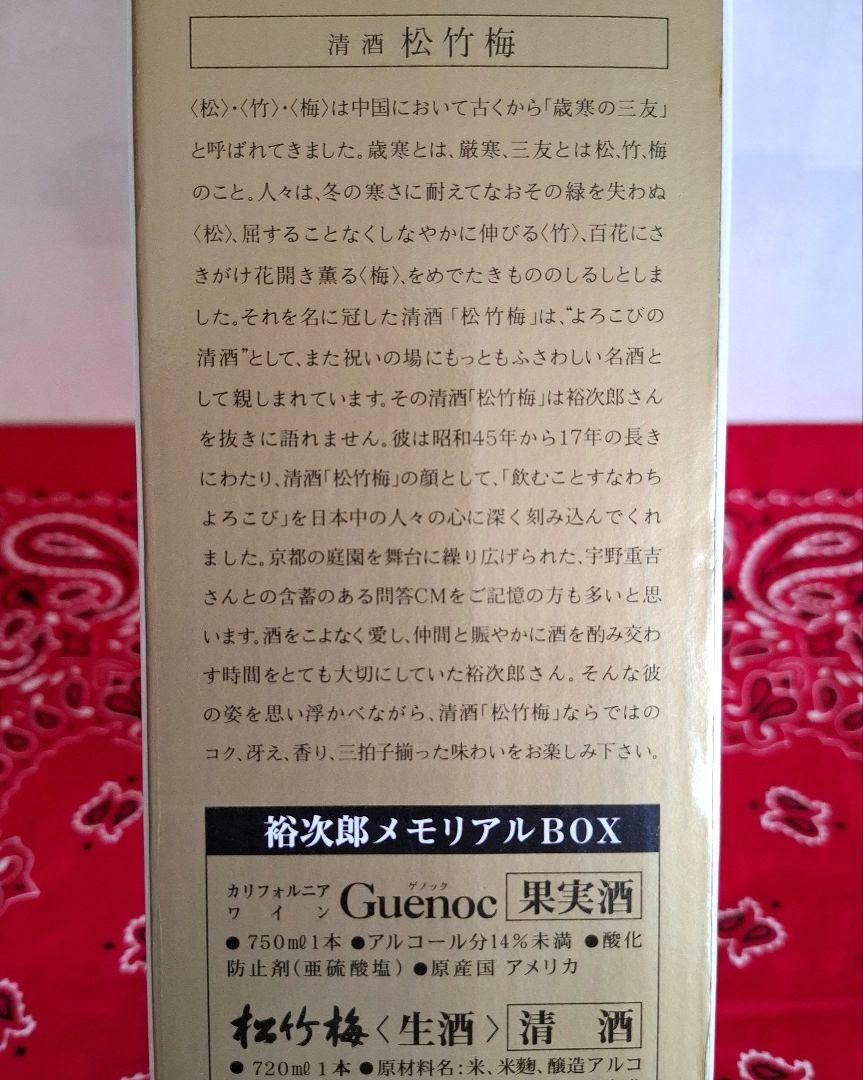 清酒 松竹梅
〈松〉・〈竹〉・〈梅〉は中国において古くから「歳寒の三友」
と呼ばれてきました。歳寒とは、厳寒、三友とは松、竹、梅
のこと。人々は、冬の寒さに耐えてなおその緑を失わぬ
〈松〉、屈することなくしなやかに伸びる〈竹〉、百花にさ
きがけ花開き薫る〈梅〉、をめでたきもののしるしとしま
した。それを名に冠した清酒「松竹梅」は、“よろこびの
清酒”として、また祝いの場にもっともふさわしい名酒と
して親しまれています。その清酒「松竹梅」は裕次郎さん
を抜きに語れません。彼は昭和45年から17年の長き
にわたり、清酒「松竹梅」の顔として、「飲むことすなわち
よろこび」を日本中の人々の心に深く刻み込んでくれ
ました。京都の庭園を舞台に繰り広げられた、宇野重吉
さんとの含蓄のある問答CMをご記憶の方も多いと思
います。酒をこよなく愛し、仲間と賑やかに酒を酌み交わ
す時間をとても大切にしていた裕次郎さん。そんな彼
の姿を思い浮かべながら、清酒「松竹梅」ならではの
コク、冴え、香り、三拍子揃った味わいをお楽しみ下さい。
裕次郎メモリアルBOX
カリフォルニア
ワイン
ゲノック
Guenoc 果実酒
●750mℓ1本 ●アルコール分14%未満 ●酸化
防止剤(亜硫酸塩) ●原産国 アメリカ
松竹梅〈生酒〉清酒
●720mℓ1本 ●原材料名:米、米麹、醸造アルコ